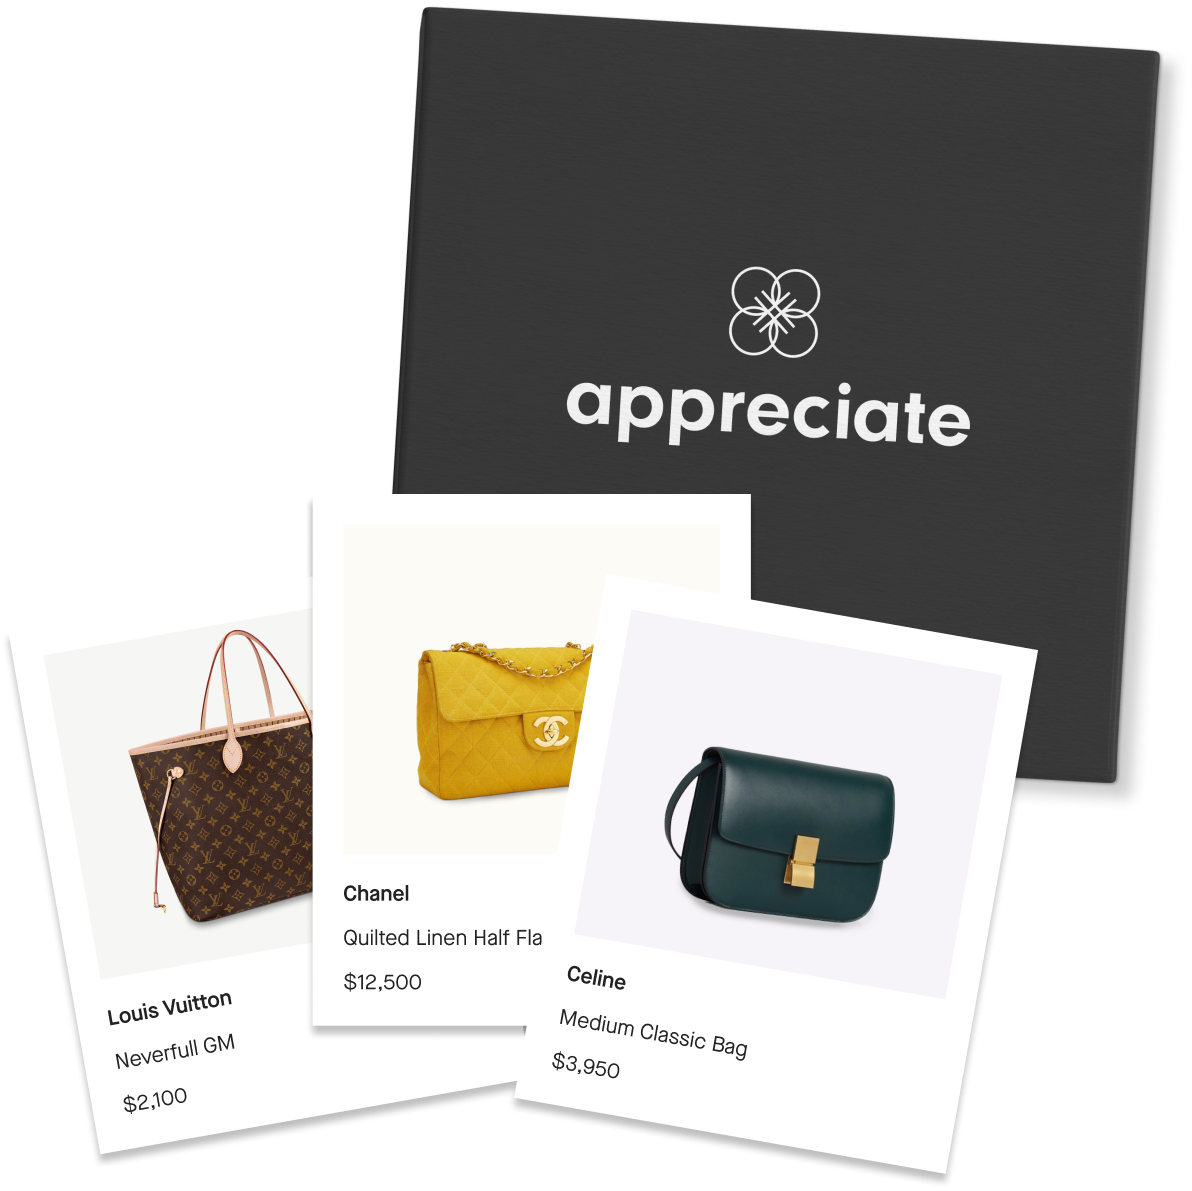 appreciate
Louis Vuitton
Neverfull GM
$2,100
Chanel
Quilted Linen Half Fla
$12,500
Celine
Medium Classic Bag
$3,950